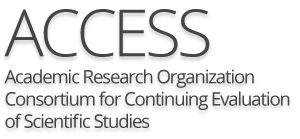 ACCESS
Academic Research Organization
Consortium for Continuing Evaluation
of Scientific Studies